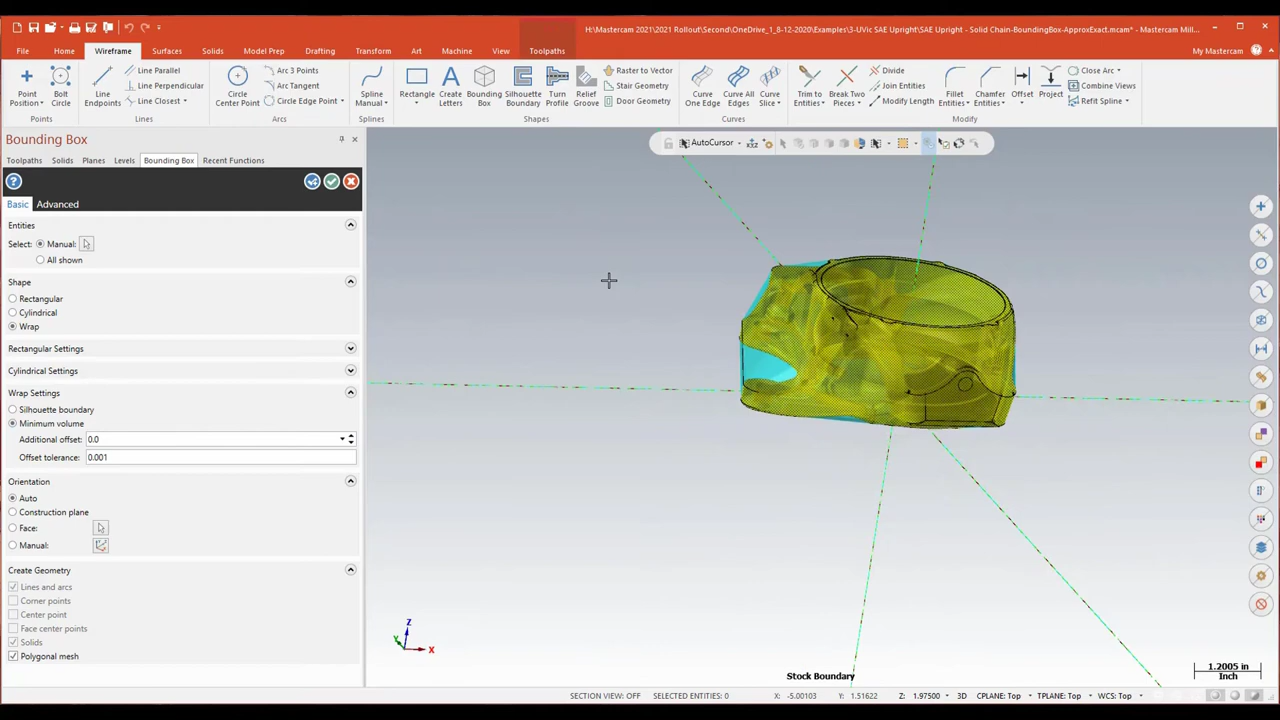 H:\Mastercam 2021\2021 Rollout\Second\OneDrive_1_8-12-2020\Examples\3-UVic SAE Upright\SAE Upright - Solid Chain-BoundingBox-ApproxExact.mcam* - Mastercam Mill...
File Home Wireframe Surfaces Solids Model Prep Drafting Transform Art Machine View Toolpaths My Mastercam
Point Position
Bolt Circle
Points
Line Endpoints
Line Parallel
Line Perpendicular
Line Closest
Lines
Circle Center Point
Arc 3 Points
Arc Tangent
Circle Edge Point
Arcs
Spline Manual
Splines
Rectangle
Create Letters
Bounding Box
Silhouette Boundary
Turn Profile
Relief Groove
Raster to Vector
Stair Geometry
Door Geometry
Shapes
Curve One Edge
Curve All Edges
Curve Slice
Curves
Trim to Entities
Break Two Pieces
Divide
Join Entities
Modify Length
Fillet Entities
Chamfer Entities
Offset
Project
Close Arc
Combine Views
Refit Spline
Modify
Bounding Box
Toolpaths Solids Planes Levels Bounding Box Recent Functions
Basic Advanced
Entities
Select: Manual:
All shown
Shape
Rectangular
Cylindrical
Wrap
Rectangular Settings
Cylindrical Settings
Wrap Settings
Silhouette boundary
Minimum volume
Additional offset: 0.0
Offset tolerance: 0.001
Orientation
Auto
Construction plane
Face:
Manual:
Create Geometry
Lines and arcs
Corner points
Center point
Face center points
Solids
Polygonal mesh
AutoCursor
Z
Y
X
Stock Boundary
1.2005 in
Inch
SECTION VIEW: OFF SELECTED ENTITIES: 0 X: -5.00103 Y: 1.51622 Z: 1.97500 3D CPLANE: Top TPLANE: Top WCS: Top